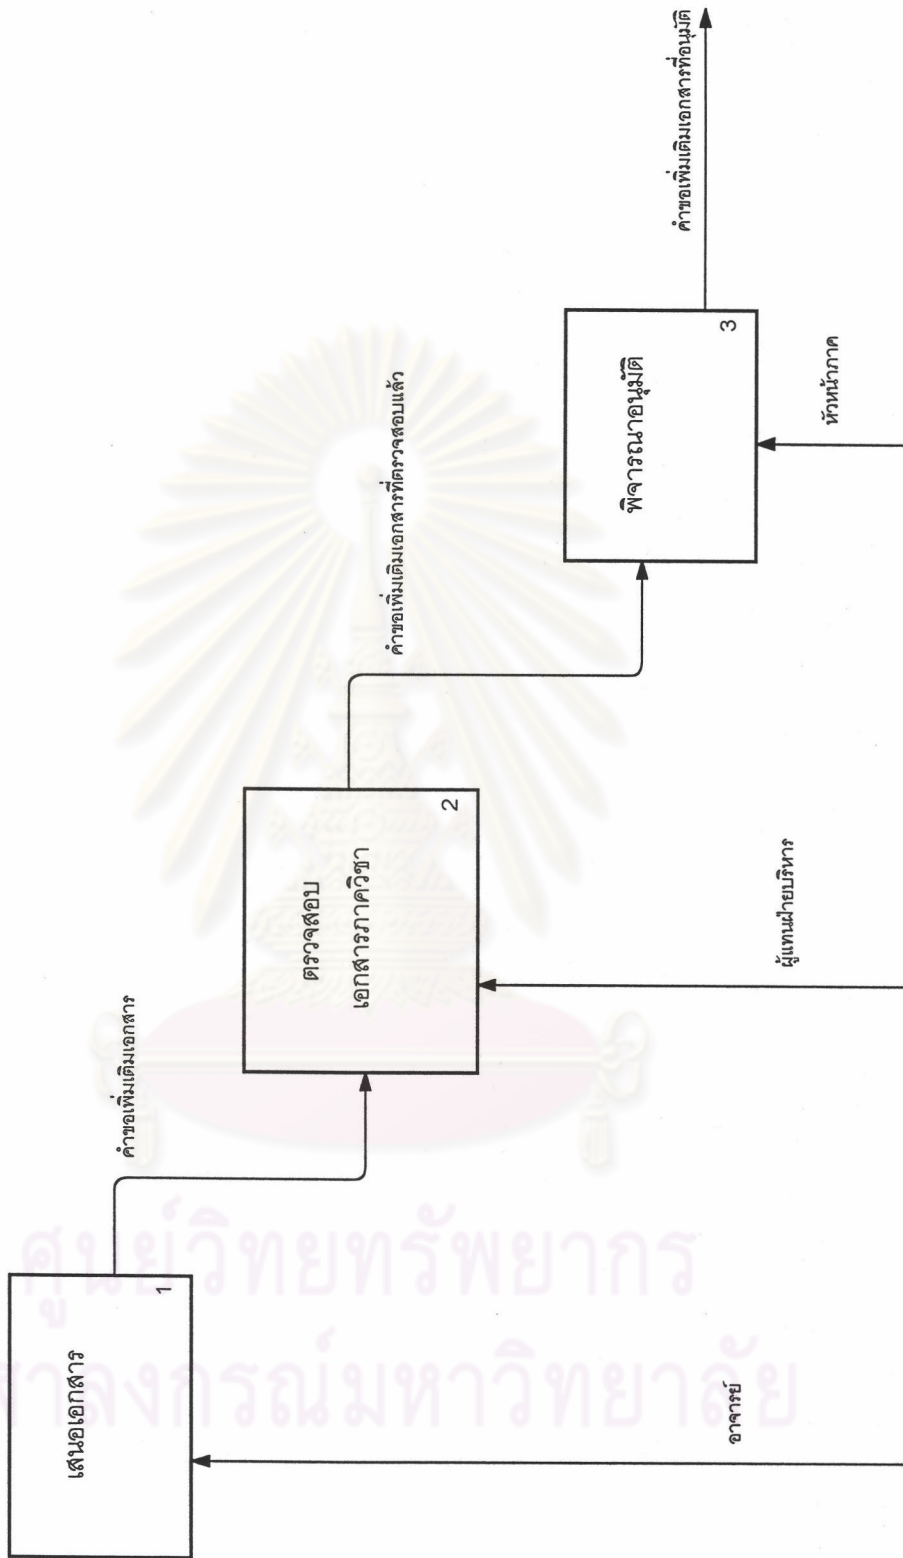 เสนอเอกสาร
1
คำขอเพิ่มเติมเอกสาร
อาจารย์
ตรวจสอบ
เอกสารภาควิชา
2
คำขอเพิ่มเติมเอกสารที่ตรวจสอบแล้ว
ผู้แทนฝ่ายบริหาร
พิจารณาอนุมัติ
3
คำขอเพิ่มเติมเอกสารที่อนุมัติ
หัวหน้าภาค
ศูนย์วิทยทรัพยากร
ลงกรณ์มหาวิทยาลัย